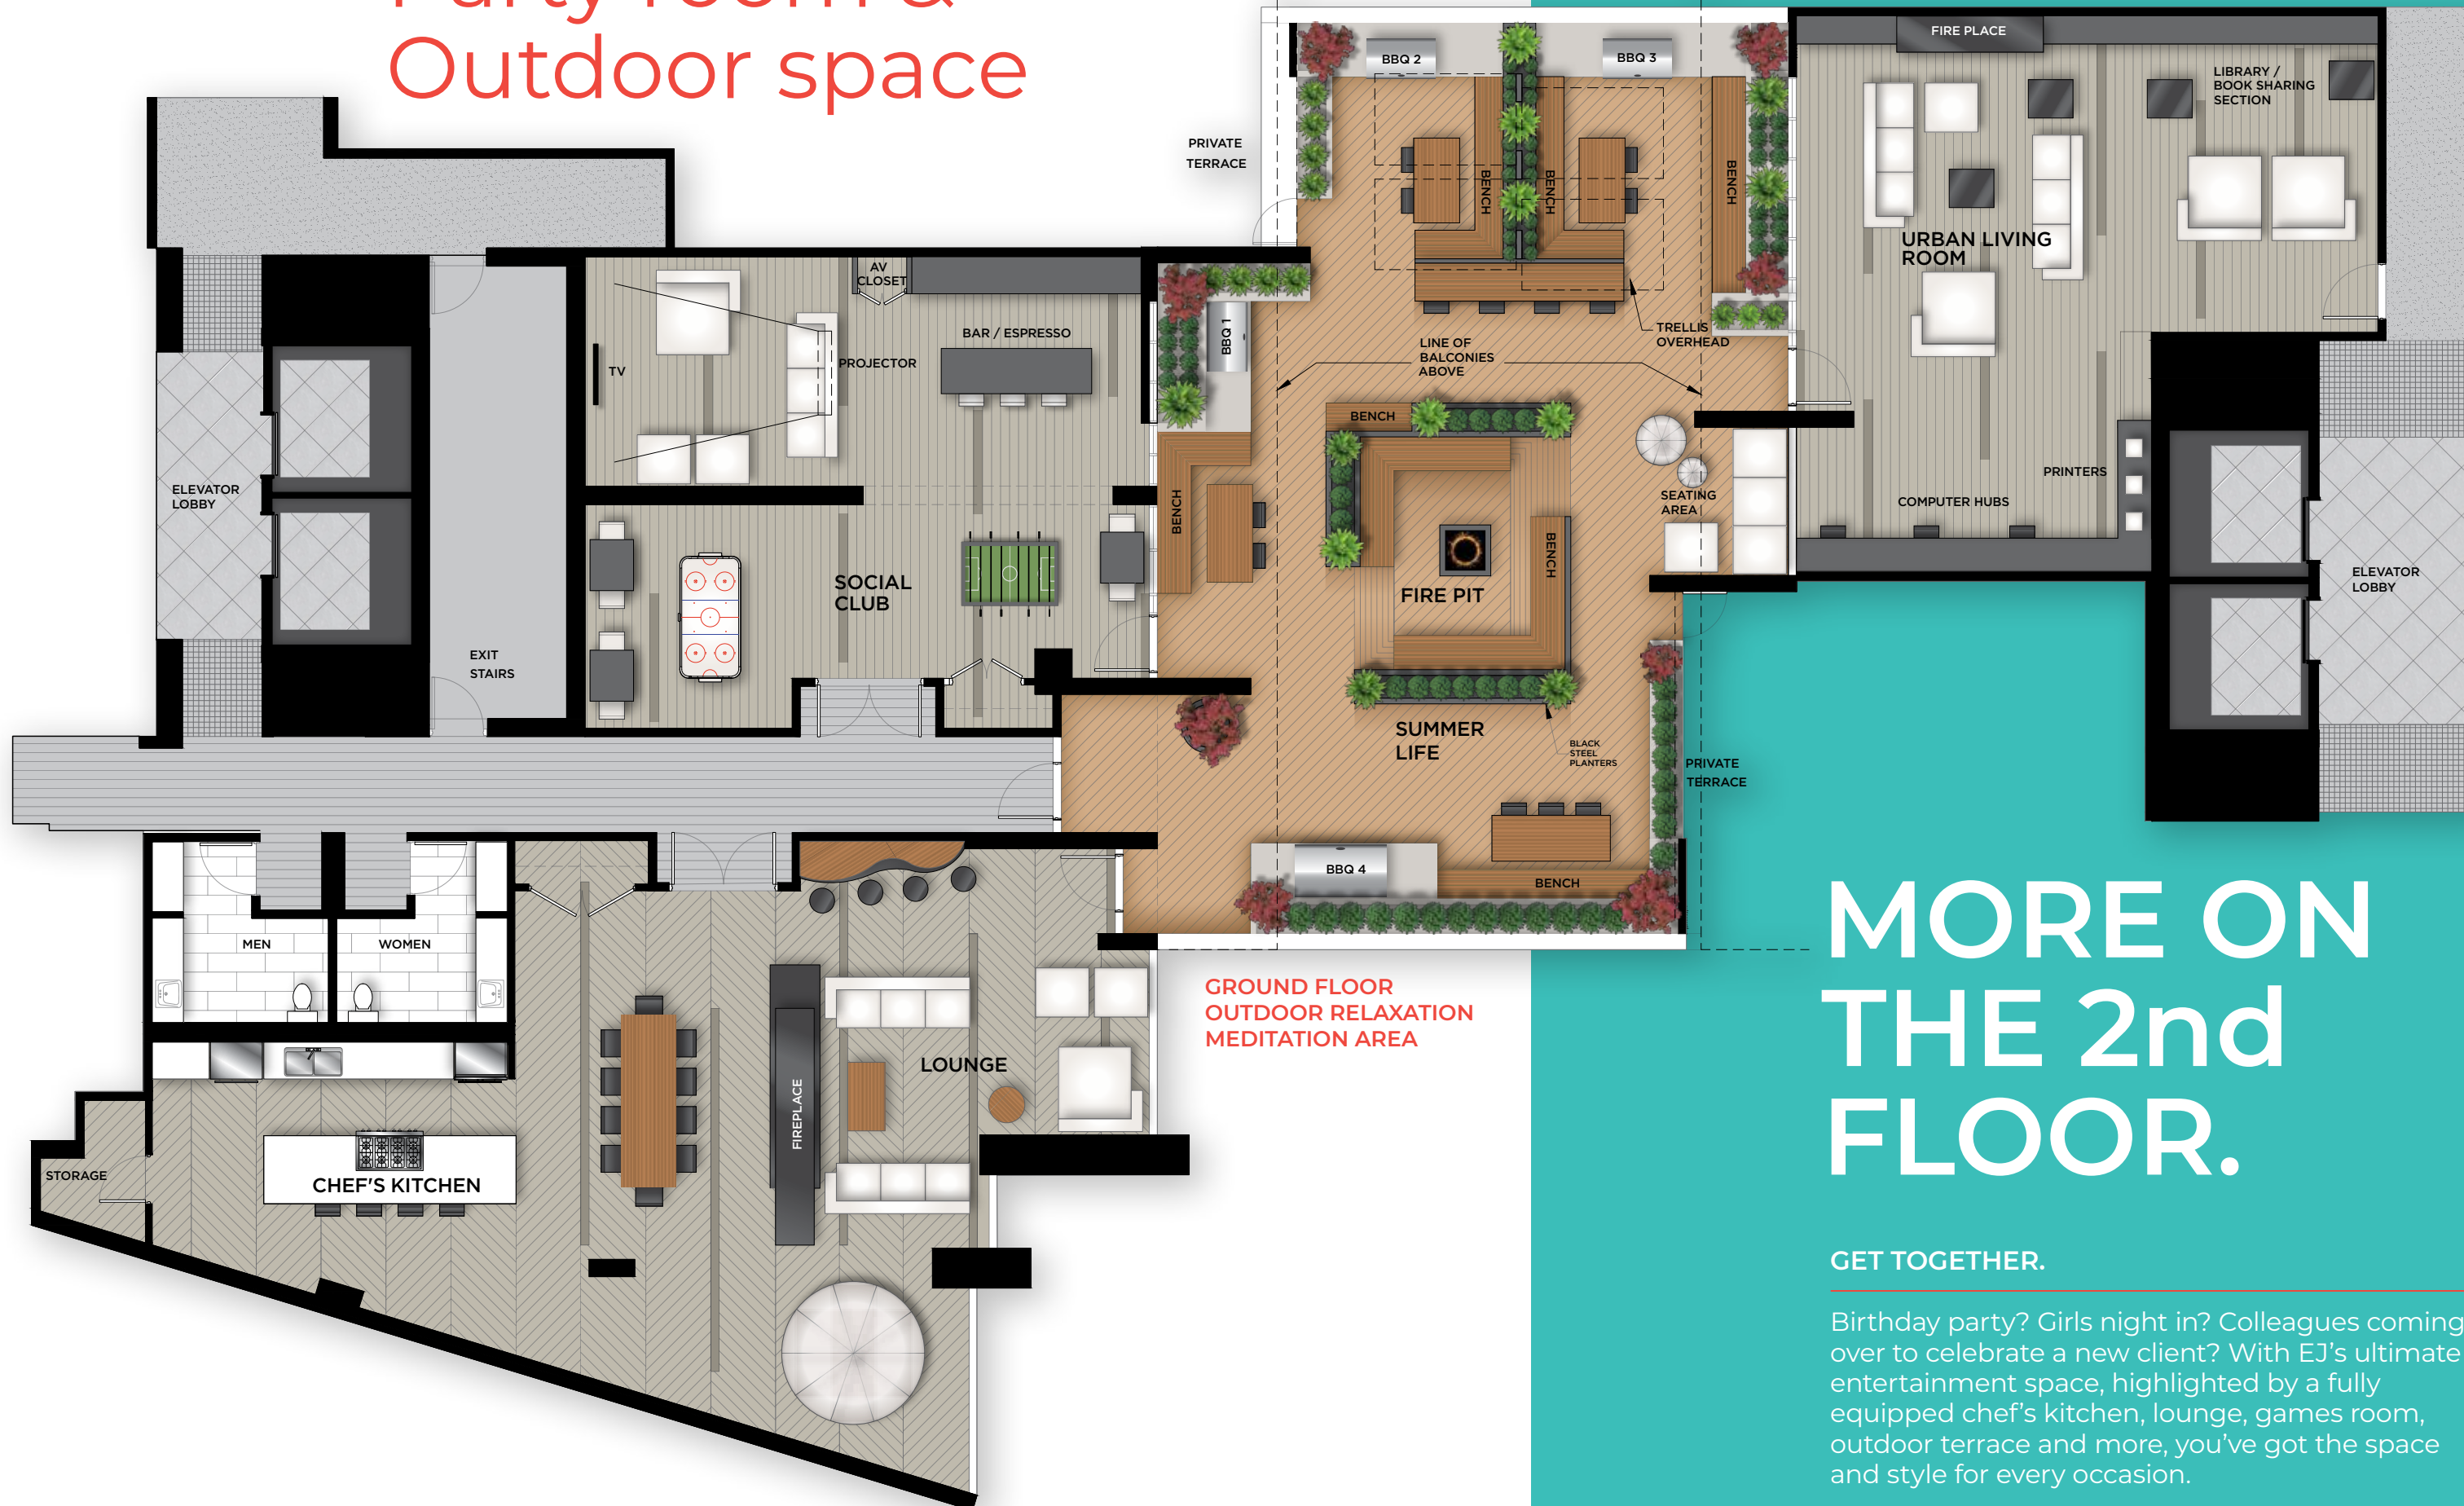 Party room &
Outdoor space
FIRE PLACE
BBQ 2
BBQ 3
LIBRARY /
BOOK SHARING
SECTION
PRIVATE
TERRACE
BENCH
BENCH
BENCH
URBAN LIVING
ROOM
AV
CLOSET
BAR / ESPRESSO
PROJECTOR
TV
BBQ 1
TRELLIS
OVERHEAD
LINE OF
BALCONIES
ABOVE
BENCH
ELEVATOR
LOBBY
BENCH
SEATING
AREA
PRINTERS
COMPUTER HUBS
SOCIAL
CLUB
BENCH
FIRE PIT
ELEVATOR
LOBBY
EXIT
STAIRS
SUMMER
LIFE
BLACK
STEEL
PLANTERS
PRIVATE
TERRACE
BBQ 4
BENCH
MEN
WOMEN
GROUND FLOOR
OUTDOOR RELAXATION
MEDITATION AREA
LOUNGE
FIREPLACE
STORAGE
CHEF'S KITCHEN
MORE ON
THE 2nd
FLOOR.
GET TOGETHER.
Birthday party? Girls night in? Colleagues coming
over to celebrate a new client? With EJ’s ultimate
entertainment space, highlighted by a fully
equipped chef’s kitchen, lounge, games room,
outdoor terrace and more, you’ve got the space
and style for every occasion.